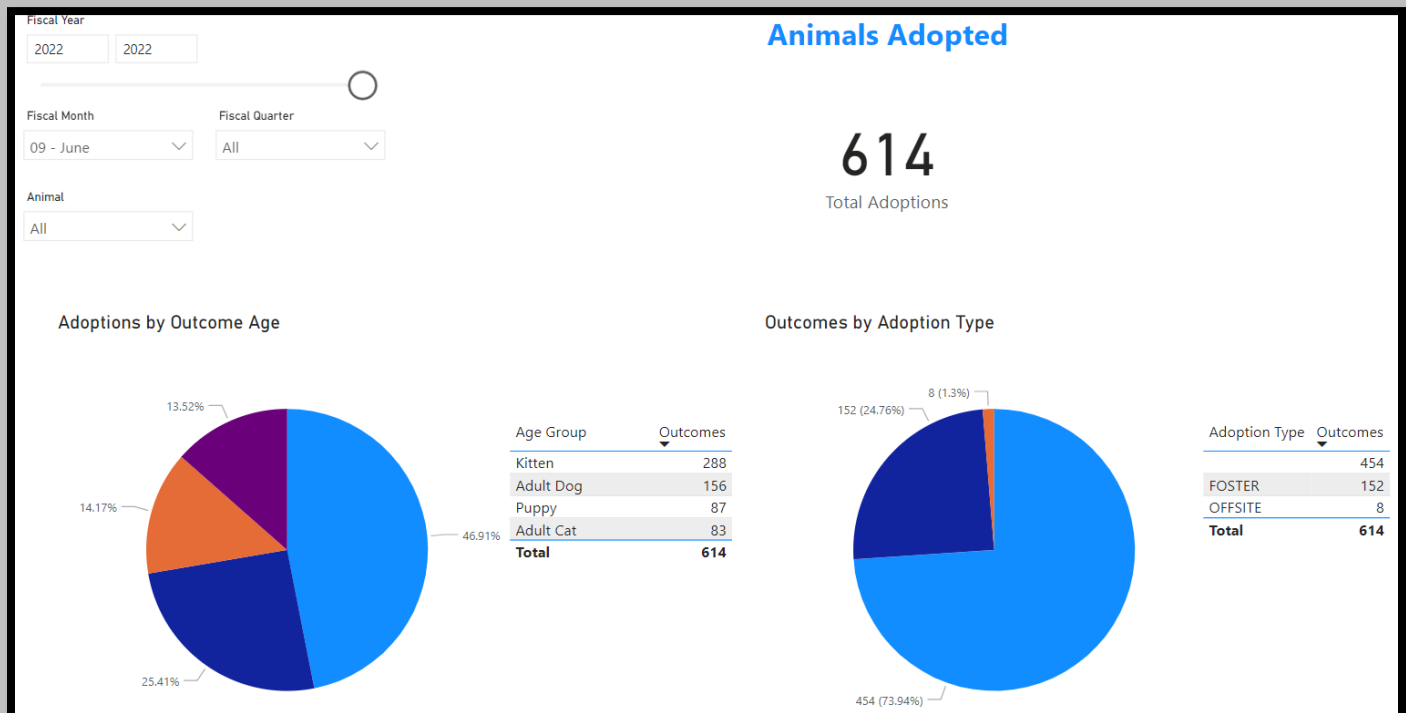 Fiscal Year
2022 2022
Animals Adopted
Fiscal Month Fiscal Quarter
09 - June All
614
Total Adoptions
Animal
All
Adoptions by Outcome Age
13.52%
14.17%
46.91%
25.41%
Age Group Outcomes
Kitten 288
Adult Dog 156
Puppy 87
Adult Cat 83
Total 614
Outcomes by Adoption Type
8 (1.3%)
152 (24.76%)
454 (73.94%)
Adoption Type Outcomes
454
FOSTER 152
OFFSITE 8
Total 614